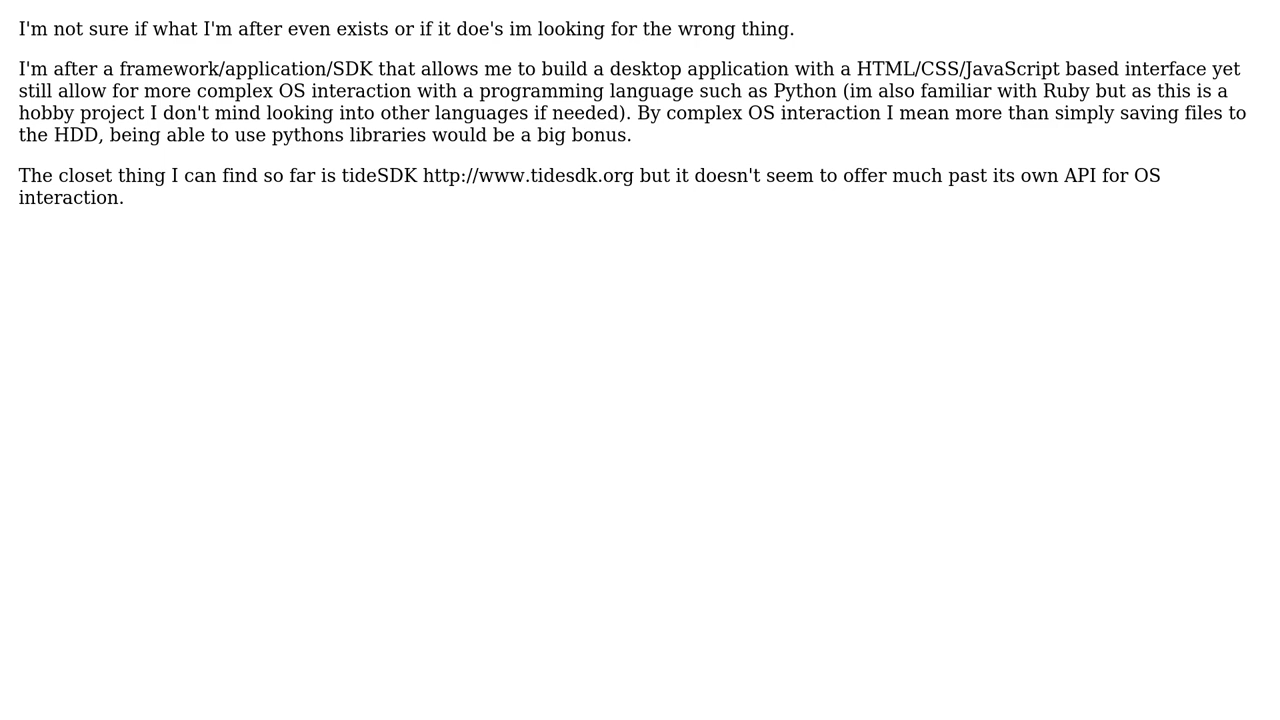 I'm not sure if what I'm after even exists or if it doe's im looking for the wrong thing.
I'm after a framework/application/SDK that allows me to build a desktop application with a HTML/CSS/JavaScript based interface yet
still allow for more complex OS interaction with a programming language such as Python (im also familiar with Ruby but as this is a
hobby project I don't mind looking into other languages if needed). By complex OS interaction I mean more than simply saving files to
the HDD, being able to use pythons libraries would be a big bonus.
The closet thing I can find so far is tideSDK http://www.tidesdk.org but it doesn't seem to offer much past its own API for OS
interaction.